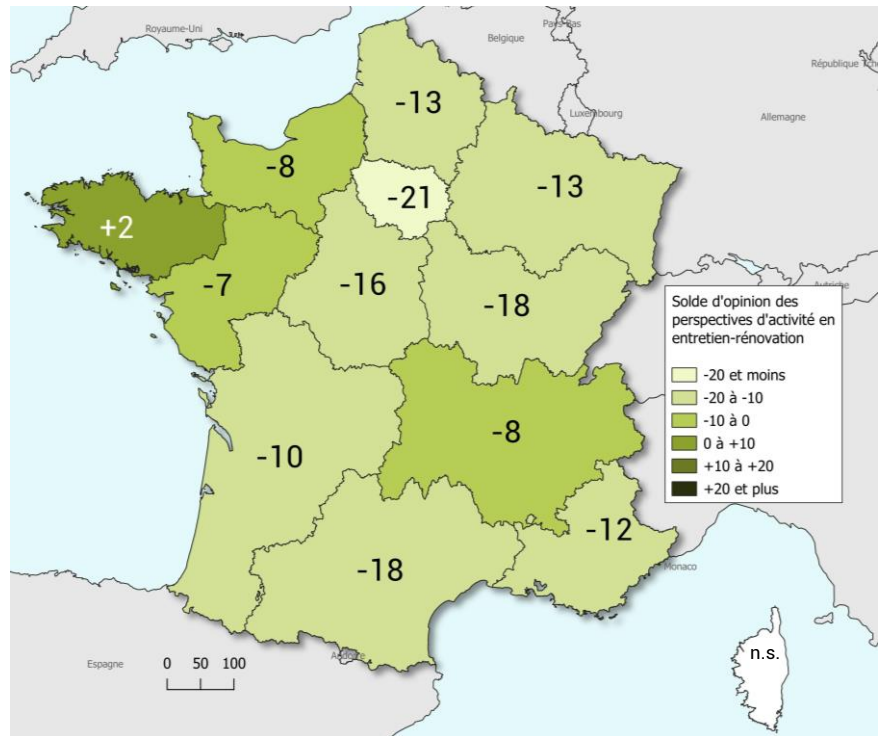 Royaume-Uni
Pays-Bas
Belgique
République Tch
Luxembourg
Allemagne
-13
-8
-21
-13
+2
-7
-16
-18
Autriche
Solde d'opinion des
perspectives d'activité en
entretien-rénovation
-20 et moins
-20 à -10
-10 à 0
0 à +10
+10 à +20
+20 et plus
-8
-10
-12
-18
Monaco
Andorre
Espagne
0 50 100
n.s.